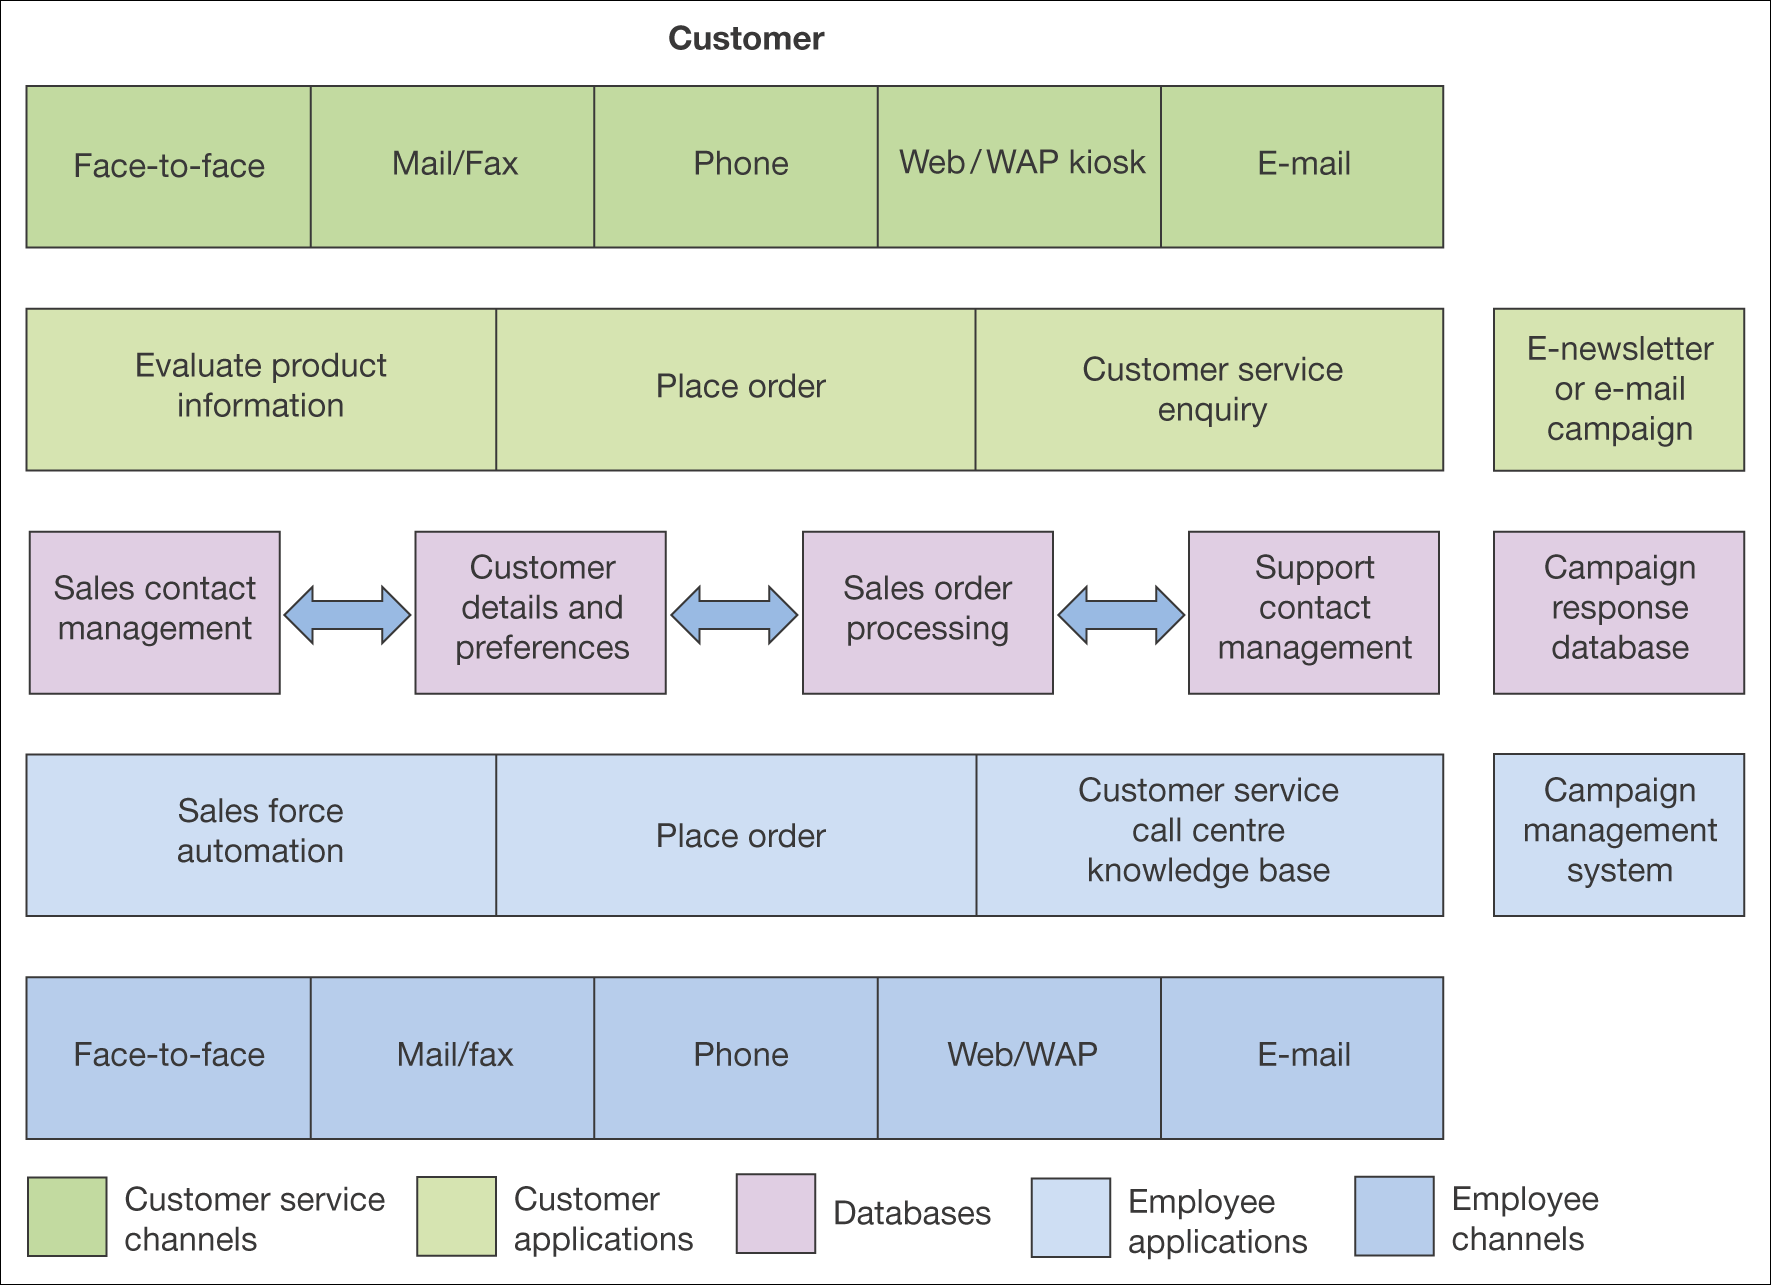 Customer
Face-to-face
Mail/Fax
Phone
Web/WAP kiosk
E-mail
Evaluate product
information
Place order
Customer service
enquiry
E-newsletter
or e-mail
campaign
Sales contact
management
Customer
details and
preferences
Sales order
processing
Support
contact
management
Campaign
response
database
Sales force
automation
Place order
Customer service
call centre
knowledge base
Campaign
management
system
Face-to-face
Mail/fax
Phone
Web/WAP
E-mail
Customer service
channels
Customer
applications
Databases
Employee
applications
Employee
channels